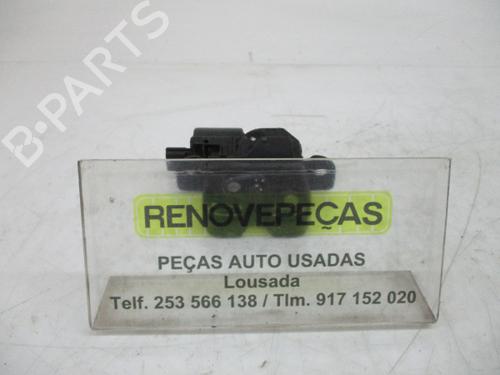 B-PARTS
RENOVEPEÇAS
PEÇAS AUTO USADAS
Lousada
Telf. 253 566 138 / Tlm. 917 152 020